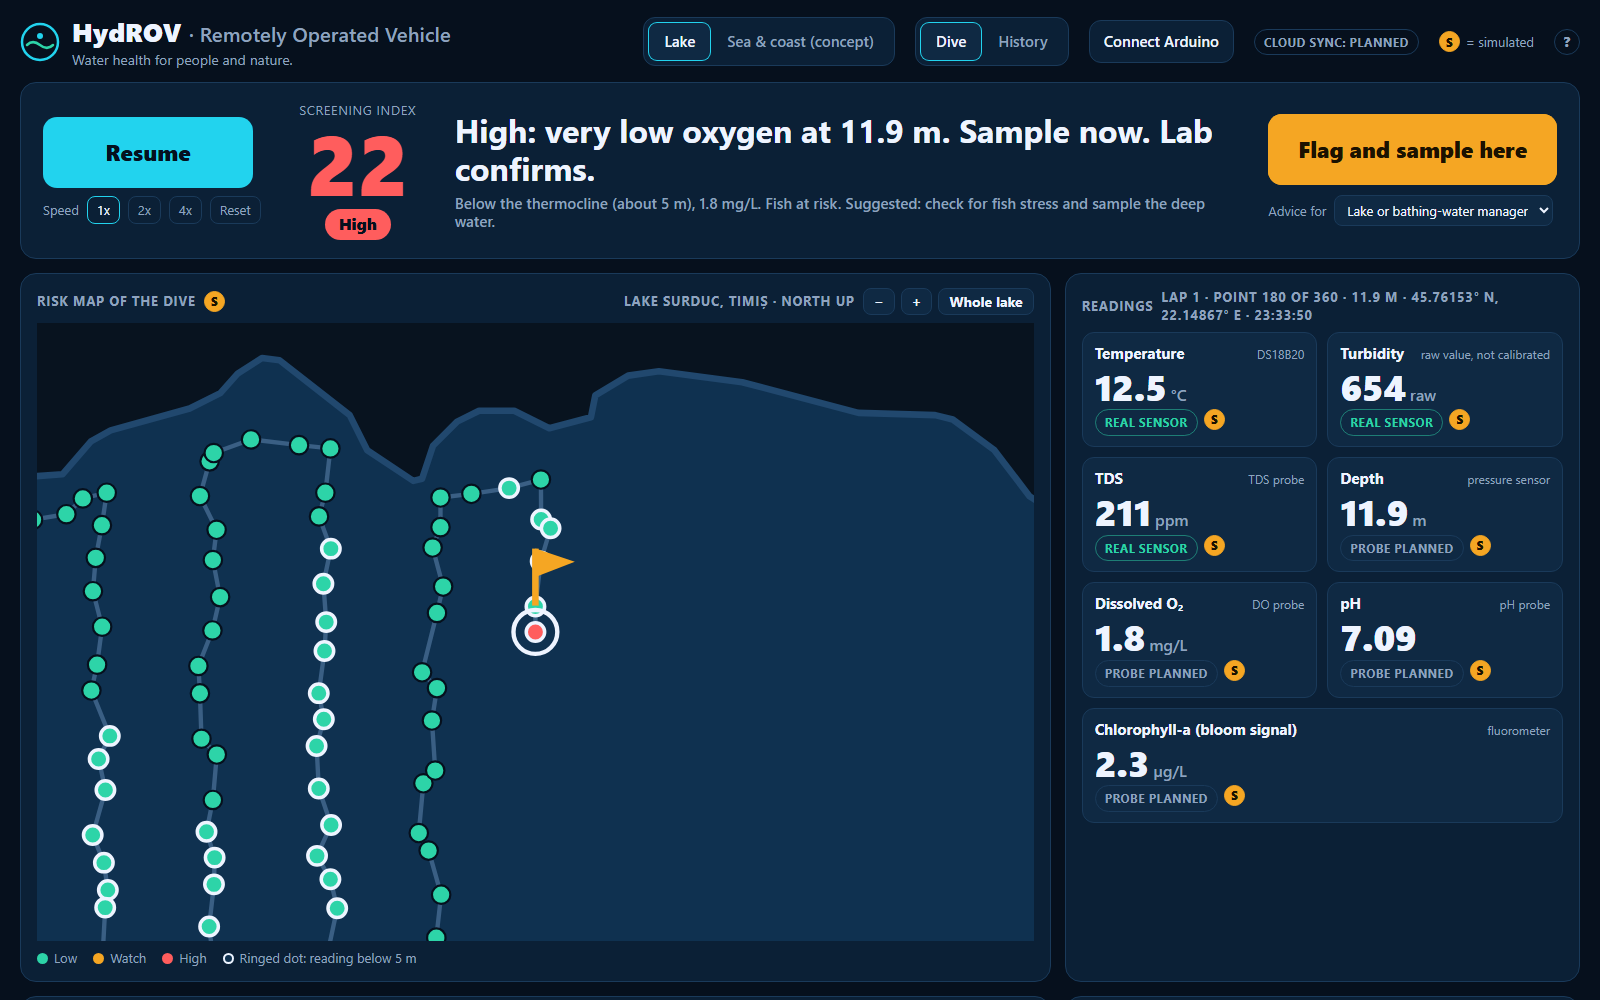 HydROV · Remotely Operated Vehicle
Water health for people and nature.
Lake
Sea & coast (concept)
Dive
History
Connect Arduino
CLOUD SYNC: PLANNED
S = simulated
?
Resume
Speed
1x
2x
4x
Reset
SCREENING INDEX
22
High
High: very low oxygen at 11.9 m. Sample now. Lab
confirms.
Below the thermocline (about 5 m), 1.8 mg/L. Fish at risk. Suggested: check for fish stress and sample the deep
water.
Flag and sample here
Advice for
Lake or bathing-water manager
RISK MAP OF THE DIVE S
LAKE SURDUC, TIMIȘ · NORTH UP
−
+
Whole lake
Low
Watch
High
Ringed dot: reading below 5 m
READINGS
LAP 1 · POINT 180 OF 360 · 11.9 M · 45.76153° N,
22.14867° E · 23:33:50
Temperature
DS18B20
12.5 °C
REAL SENSOR S
Turbidity
raw value, not calibrated
654 raw
REAL SENSOR S
TDS
TDS probe
211 ppm
REAL SENSOR S
Depth
pressure sensor
11.9 m
PROBE PLANNED S
Dissolved O₂
DO probe
1.8 mg/L
PROBE PLANNED S
pH
pH probe
7.09
PROBE PLANNED S
Chlorophyll-a (bloom signal)
fluorometer
2.3 µg/L
PROBE PLANNED S